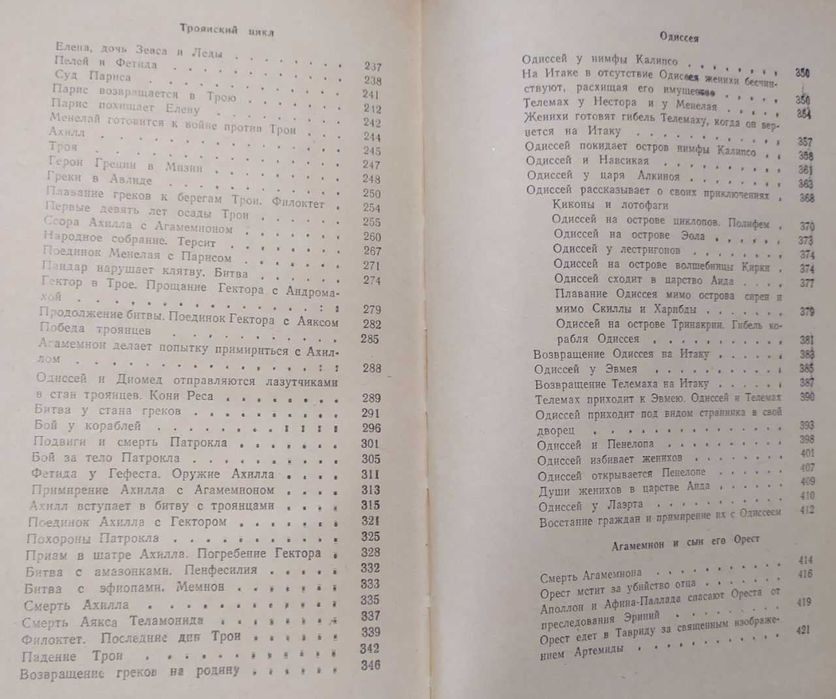 Троянский цикл
Елена, дочь Зевса и Леды . . . . . . . 237
Пелей и Фетида . . . . . . . 238
Суд Париса . . . . . . . 241
Парис возвращается в Трою . . . . . 212
Парис похищает Елену . . . . . . 242
Менелай готовится к войне против Трои . 244
Ахилл . . . . . . . 245
Троя . . . . . . . 247
Герои Греции в Мизии . . . . . 248
Греки в Авлиде . . . . . . 250
Плавание греков к берегам Трои. Филоктет . 254
Первые девять лет осады Трои . . . . 255
Ссора Ахилла с Агамемноном . . . . 260
Народное собрание. Терсит . . . . . 267
Поединок Менелая с Парисом . . . . 271
Пандар нарушает клятву. Битва . . . . 274
Гектор в Трое. Прощание Гектора с Андрома-
хой . . . . . . . . 279
Продолжение битвы. Поединок Гектора с Аяксом 282
Победа троянцев . . . . . . . 285
Агамемнон делает попытку примириться с Ахил-
лом . . . . . . . . 288
Одиссей и Диомед отправляются лазутчиками
в стан троянцев. Кони Реса . . . . . . 289
Битва у стана греков . . . . . . . 291
Бой у кораблей . . . . . . . . 296
Подвиги и смерть Патрокла . . . . . . 301
Бой за тело Патрокла . . . . . . . 305
Фетида у Гефеста. Оружие Ахилла . . . . 311
Примирение Ахилла с Агамемноном . . . . 313
Ахилл вступает в битву с троянцами . . . 315
Поединок Ахилла с Гектором . . . . . 321
Похороны Патрокла . . . . . . . 325
Приам в шатре Ахилла. Погребение Гектора . 328
Битва с амазонками. Пенфесилия . . . . 332
Битва с эфиопами. Мемнон . . . . . 333
Смерть Ахилла . . . . . . . . 335
Смерть Аякса Теламонида . . . . . . 337
Филоктет. Последние дни Трои . . . . . 339
Падение Трои . . . . . . . . 342
Возвращение греков на родину . . . . . 346
Одиссея
Одиссей у нимфы Калипсо . . . . . . 350
На Итаке в отсутствие Одиссея женихи бесчин-
ствуют, расхищая его имущество . . . . 350
Телемах у Нестора и у Менелая . . . . 354
Женихи готовят гибель Телемаху, когда он вер-
нется на Итаку . . . . . . . 357
Одиссей покидает остров нимфы Калипсо . . 358
Одиссей и Навсикая . . . . . . . 361
Одиссей у царя Алкиноя . . . . . . 363
Одиссей рассказывает о своих приключениях . 368
Киконы и лотофаги
Одиссей на острове циклопов. Полифем . 370
Одиссей на острове Эола . . . . . 373
Одиссей у лестригонов . . . . . 374
Одиссей на острове волшебницы Кирки . 374
Одиссей сходит в царство Аида . . . . 377
Плавание Одиссея мимо острова сирен и
мимо Скиллы и Харибды . . . . . 379
Одиссей на острове Тринакрии. Гибель ко-
рабля Одиссея . . . . . . . 381
Возвращение Одиссея на Итаку . . . . . 383
Одиссей у Эвмея . . . . . . . 385
Возвращение Телемаха на Итаку . . . . 387
Телемах приходит к Эвмею. Одиссей и Телемах 390
Одиссей приходит под видом странника в свой
дворец . . . . . . . . . 393
Одиссей и Пенелопа . . . . . . . 398
Одиссей избивает женихов . . . . . . 401
Одиссей открывается Пенелопе . . . . . 407
Души женихов в царстве Аида . . . . . 409
Одиссей у Лаэрта . . . . . . . 410
Восстание граждан и примирение их с Одиссеем 412
Агамемнон и сын его Орест
Смерть Агамемнона . . . . . . . 414
Орест мстит за убийство отца . . . . . 416
Аполлон и Афина-Паллада спасают Ореста от
преследования Эриний . . . . . . 419
Орест едет в Тавриду за священным изображе-
нием Артемиды . . . . . . . 421